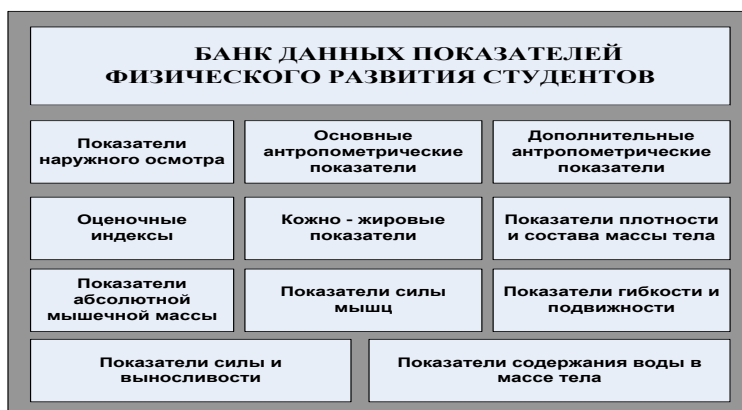 БАНК ДАННЫХ ПОКАЗАТЕЛЕЙ
ФИЗИЧЕСКОГО РАЗВИТИЯ СТУДЕНТОВ
Показатели
наружного осмотра
Основные
антропометрические
показатели
Дополнительные
антропометрические
показатели
Оценочные
индексы
Кожно - жировые
показатели
Показатели плотности
и состава массы тела
Показатели
абсолютной
мышечной массы
Показатели силы
мышц
Показатели гибкости и
подвижности
Показатели силы и
выносливости
Показатели содержания воды в
массе тела